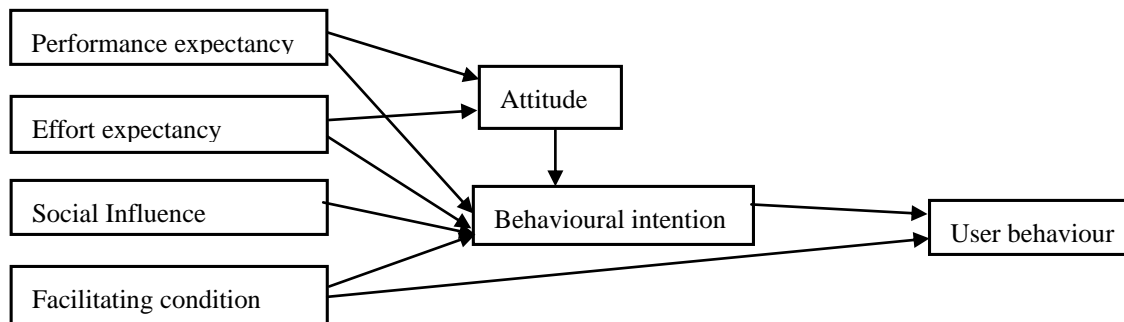 Performance expectancy
Attitude
Effort expectancy
Social Influence
Behavioural intention
User behaviour
Facilitating condition